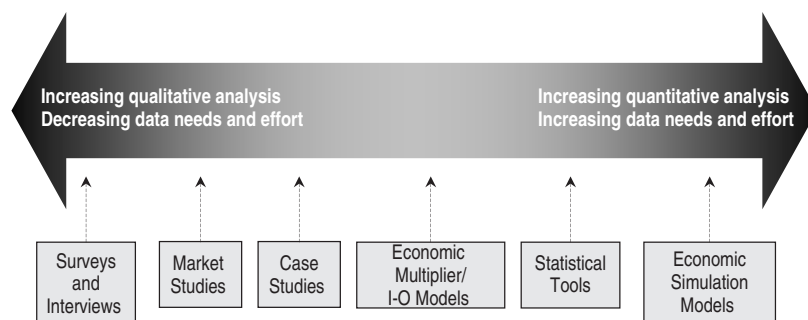 Increasing qualitative analysis
Decreasing data needs and effort
Increasing quantitative analysis
Increasing data needs and effort
Surveys
and
Interviews
Market
Studies
Case
Studies
Economic
Multiplier/
I-O Models
Statistical
Tools
Economic
Simulation
Models